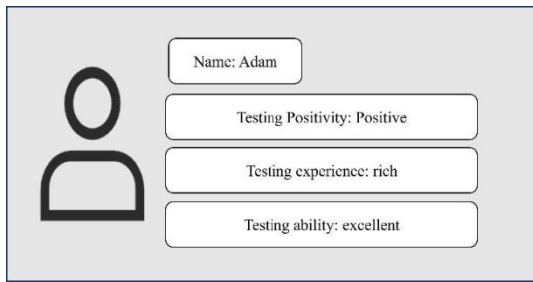 Name: Adam
Testing Positivity: Positive
Testing experience: rich
Testing ability: excellent